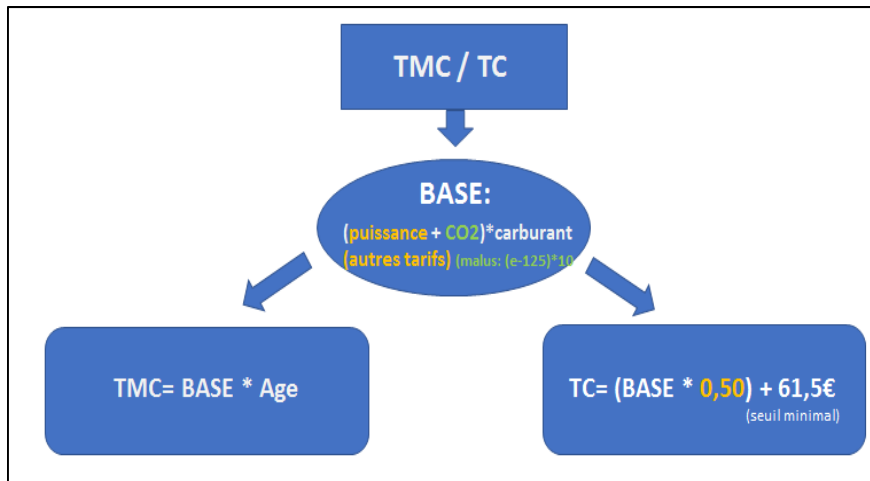 TMC / TC
BASE:
(puissance + CO2)*carburant
(autres tarifs) (malus: (e-125)*10
TMC= BASE * Age
TC= (BASE * 0,50) + 61,5€
(seuil minimal)